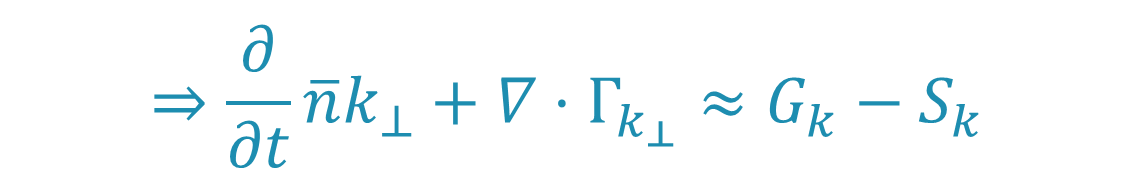 ⇒ ∂/∂t n̄k⊥ + ∇ · Γk⊥ ≈ Gk − Sk